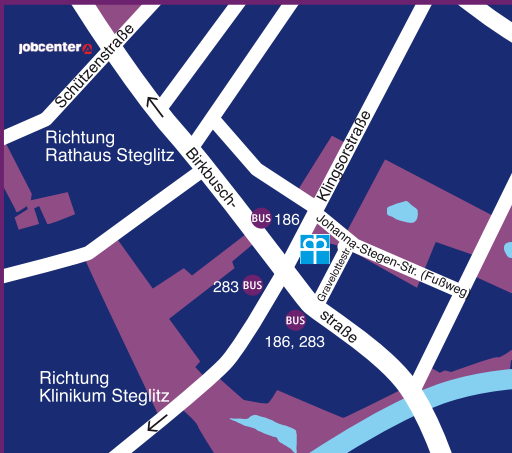 jobcenter
Schützenstraße
Richtung
Rathaus Steglitz
Birkbusch-
Klingsorstraße
BUS 186
Johanna-Stegen-Str. (Fußweg)
Gravelottestr.
283 BUS
BUS
186, 283
straße
Richtung
Klinikum Steglitz